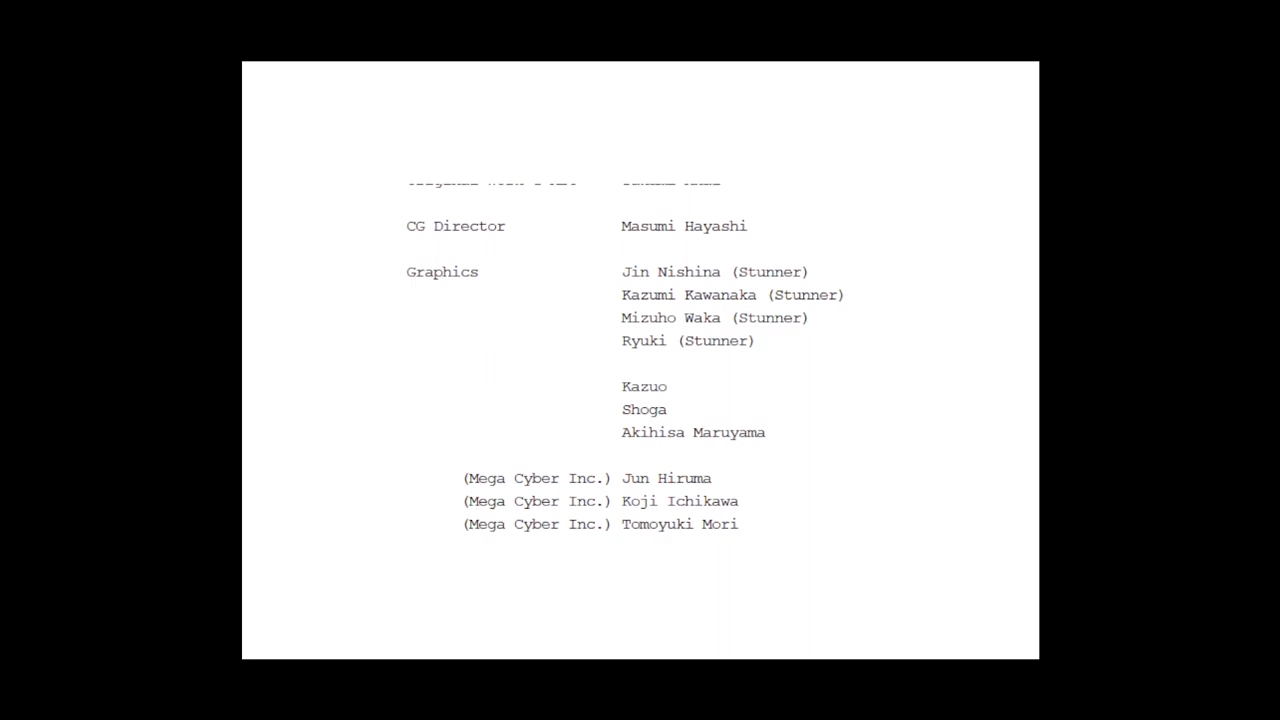 CG Director Masumi Hayashi
Graphics Jin Nishina (Stunner)
Kazumi Kawanaka (Stunner)
Mizuho Waka (Stunner)
Ryuki (Stunner)
Kazuo
Shoga
Akihisa Maruyama
(Mega Cyber Inc.) Jun Hiruma
(Mega Cyber Inc.) Koji Ichikawa
(Mega Cyber Inc.) Tomoyuki Mori